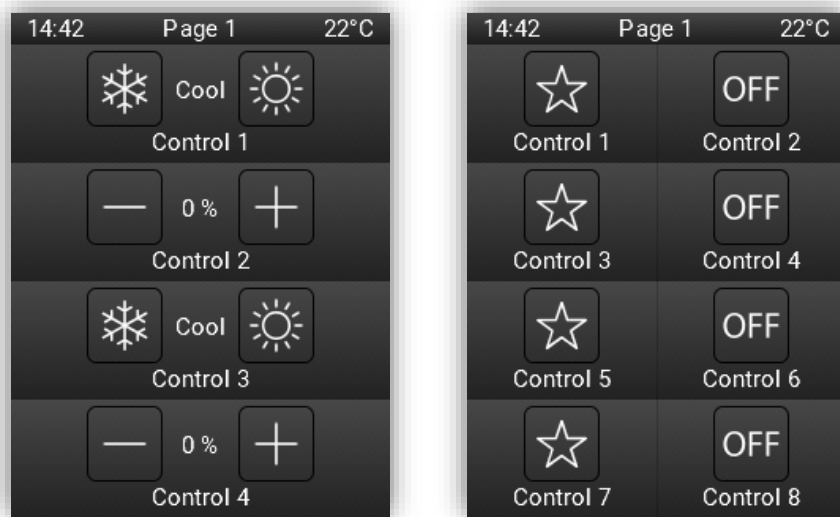 14:42 Page 1 22°C
Cool
Control 1
0 %
Control 2
Cool
Control 3
0 %
Control 4
14:42 Page 1 22°C
OFF
Control 1 Control 2
OFF
Control 3 Control 4
OFF
Control 5 Control 6
OFF
Control 7 Control 8